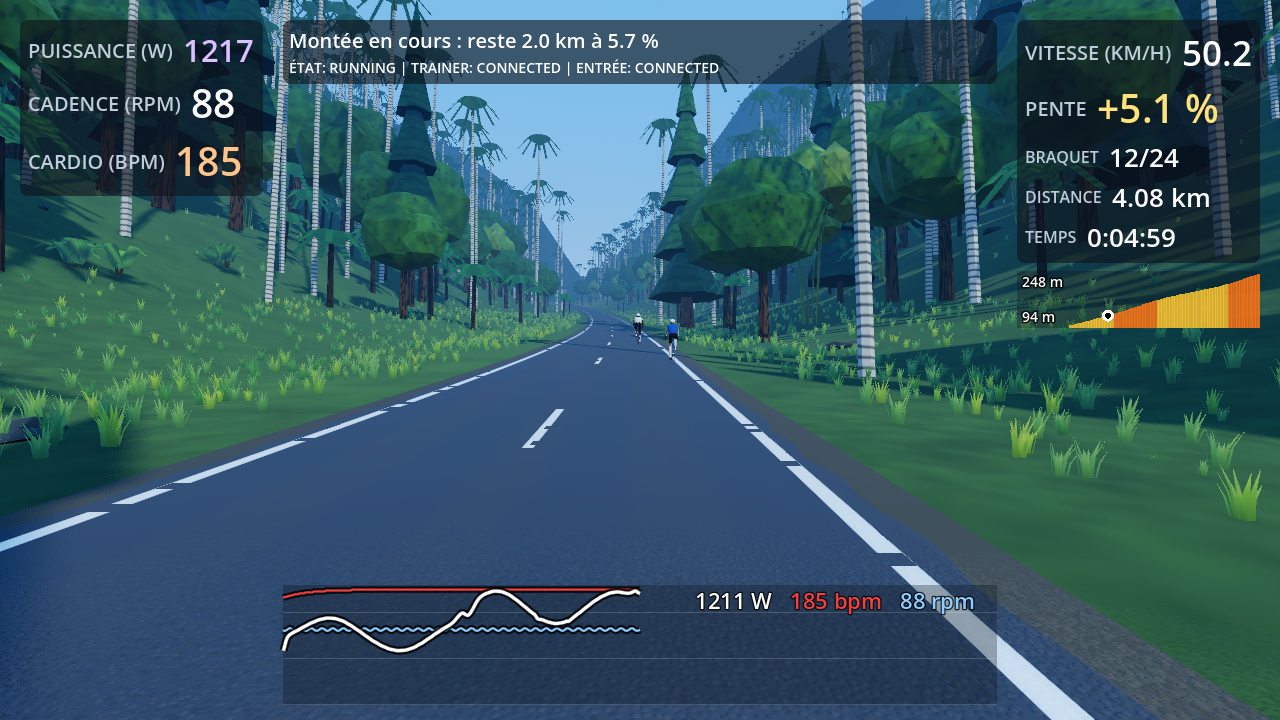 PUISSANCE (W) 1217
CADENCE (RPM) 88
CARDIO (BPM) 185
Montée en cours : reste 2.0 km à 5.7 %
ÉTAT: RUNNING | TRAINER: CONNECTED | ENTRÉE: CONNECTED
VITESSE (KM/H) 50.2
PENTE +5.1 %
BRAQUET 12/24
DISTANCE 4.08 km
TEMPS 0:04:59
248 m
94 m
1211 W 185 bpm 88 rpm